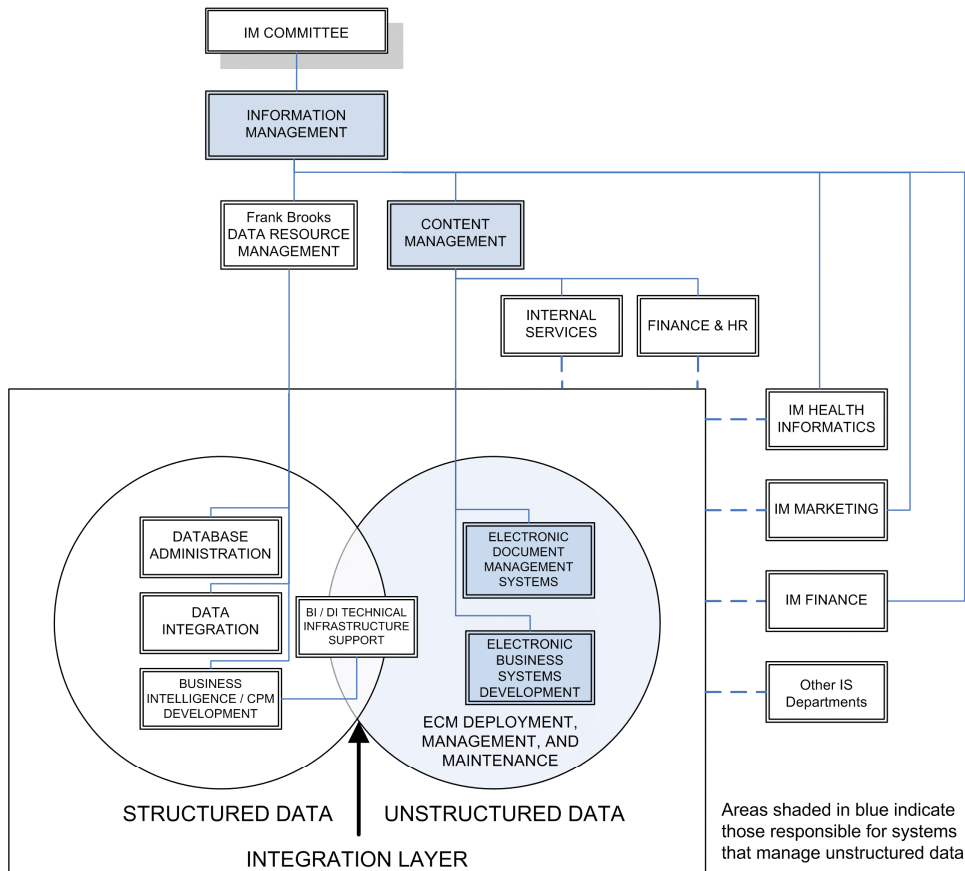 IM COMMITTEE
INFORMATION
MANAGEMENT
Frank Brooks
DATA RESOURCE
MANAGEMENT
CONTENT
MANAGEMENT
INTERNAL
SERVICES
FINANCE & HR
IM HEALTH
INFORMATICS
IM MARKETING
IM FINANCE
Other IS
Departments
DATABASE
ADMINISTRATION
DATA
INTEGRATION
BUSINESS
INTELLIGENCE / CPM
DEVELOPMENT
BI / DI TECHNICAL
INFRASTRUCTURE
SUPPORT
ELECTRONIC
DOCUMENT
MANAGEMENT
SYSTEMS
ELECTRONIC
BUSINESS
SYSTEMS
DEVELOPMENT
ECM DEPLOYMENT,
MANAGEMENT, AND
MAINTENANCE
STRUCTURED DATA
UNSTRUCTURED DATA
INTEGRATION LAYER
Areas shaded in blue indicate
those responsible for systems
that manage unstructured data